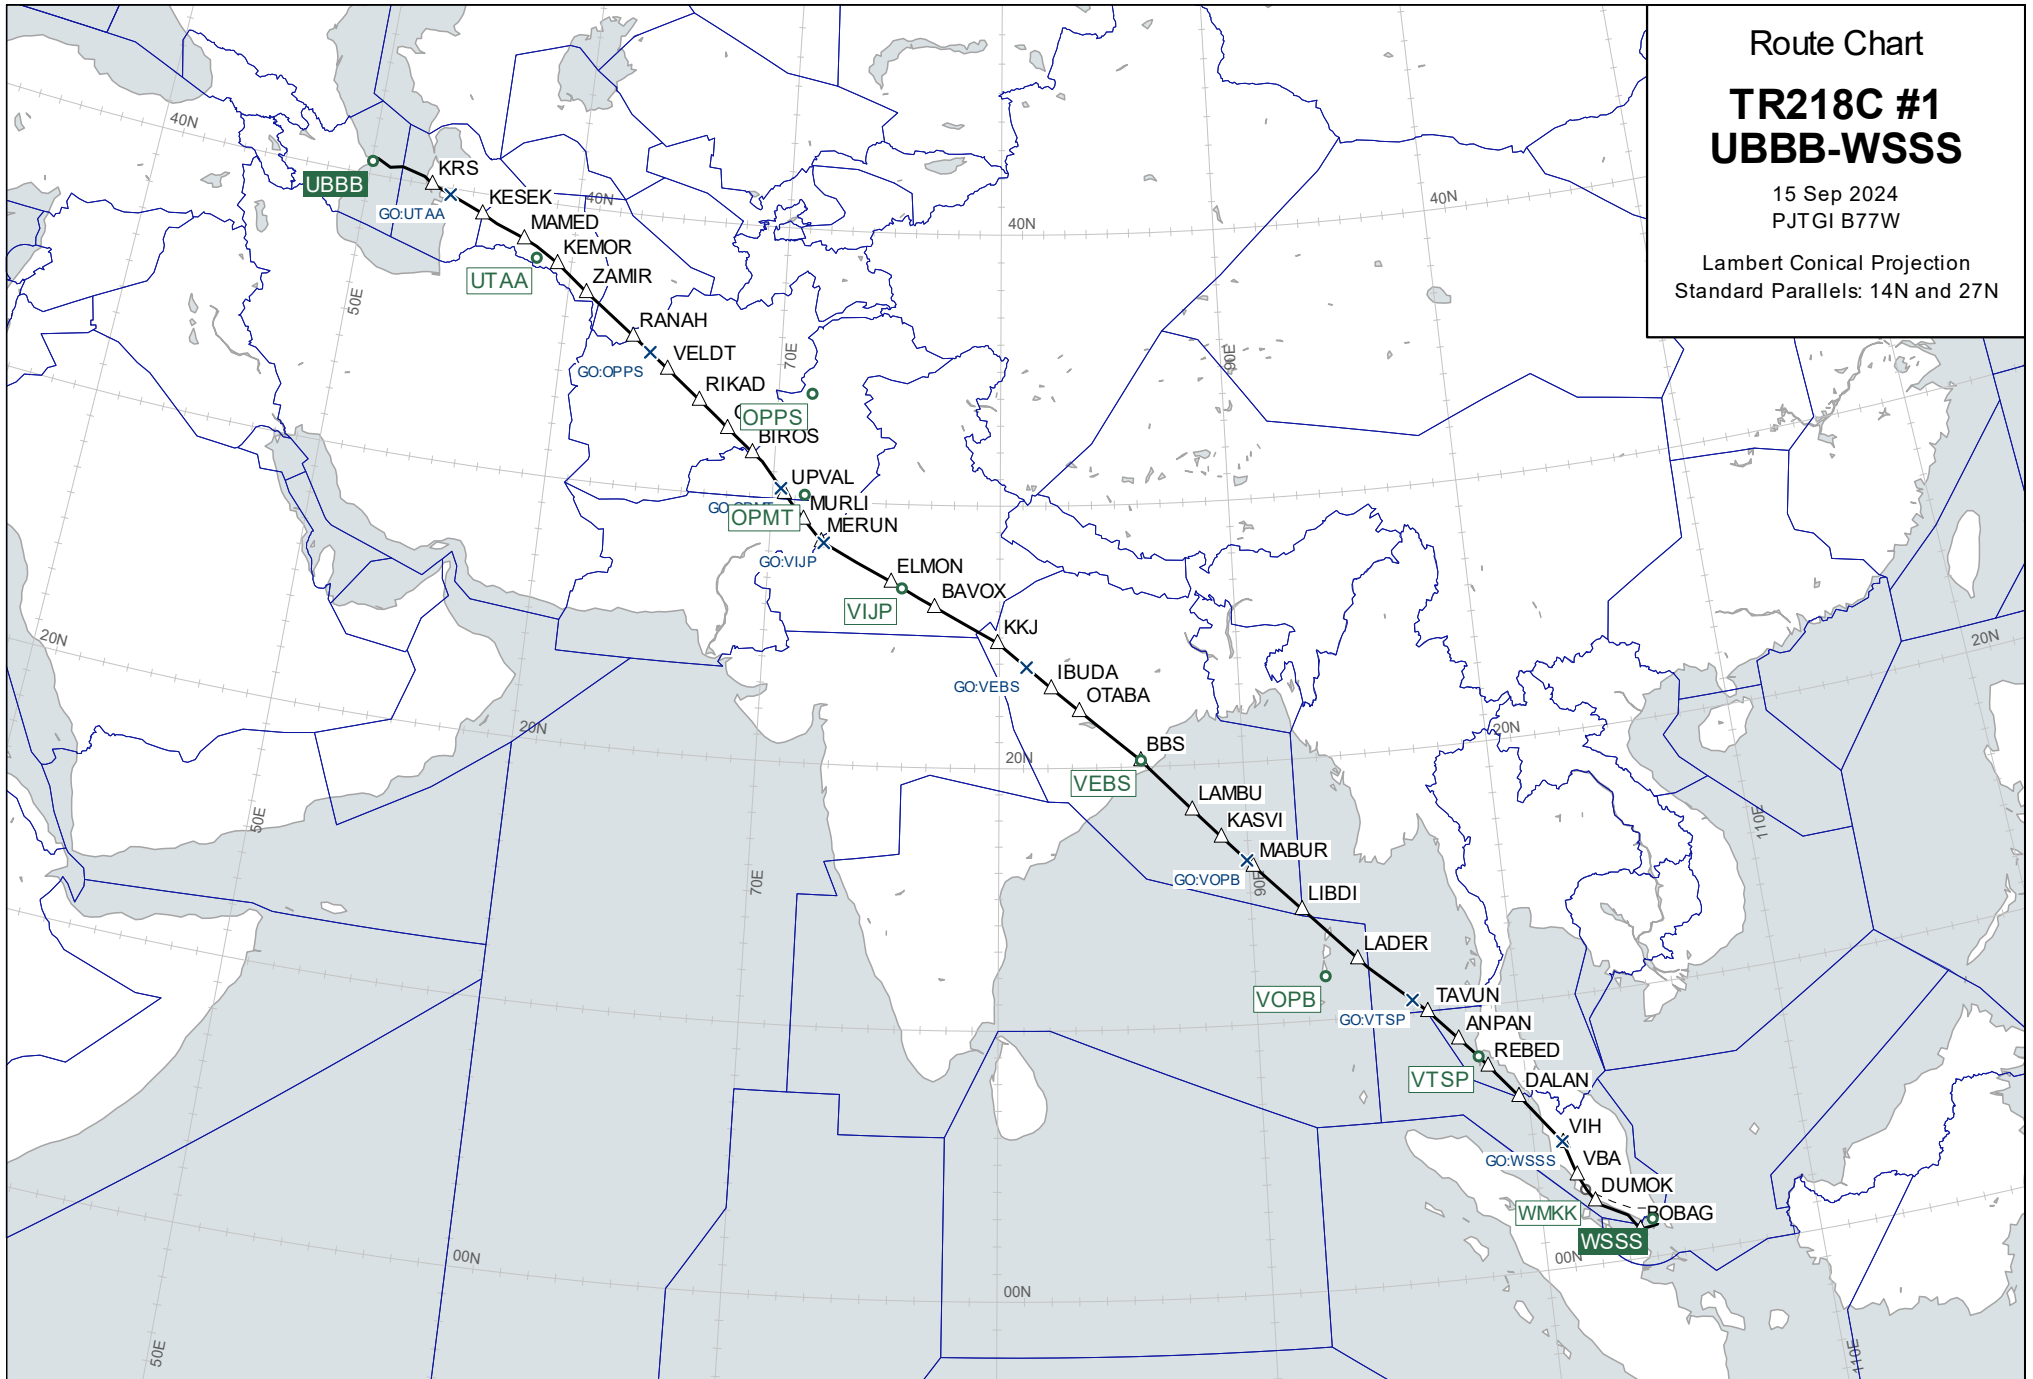 Route Chart
TR218C #1
UBBB-WSSS
15 Sep 2024
PJTGI B77W
Lambert Conical Projection
Standard Parallels: 14N and 27N
40N
KRS
UBBB
GO:UTAA
KESEK
40N
40N
40N
MAMED
KEMOR
UTAA
ZAMIR
50E
RANAH
VELDT
70E
90E
GO:OPPS
RIKAD
OPPS
BIROS
UPVAL
MURLI
OPMT
MERUN
GO:VIJP
ELMON
BAVOX
VIJP
KKJ
20N
20N
IBUDA
GO:VEBS
OTABA
20N
20N
BBS
20N
VEBS
LAMBU
50E
KASVI
110E
MABUR
GO:VOPB
90E
70E
LIBDI
LADER
VOPB
TAVUN
GO:VTSP
ANPAN
REBED
VTSP
DALAN
VIH
GO:WSSS
VBA
DUMOK
WMKK
BOBAG
WSSS
00N
00N
00N
50E
110E